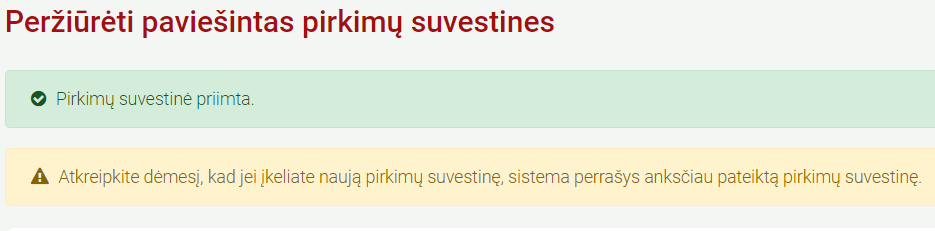 Peržiūrėti paviešintas pirkimų suvestines
Pirkimų suvestinė priimta.
Atkreipkite dėmesį, kad jei įkeliate naują pirkimų suvestinę, sistema perrašys anksčiau pateiktą pirkimų suvestinę.